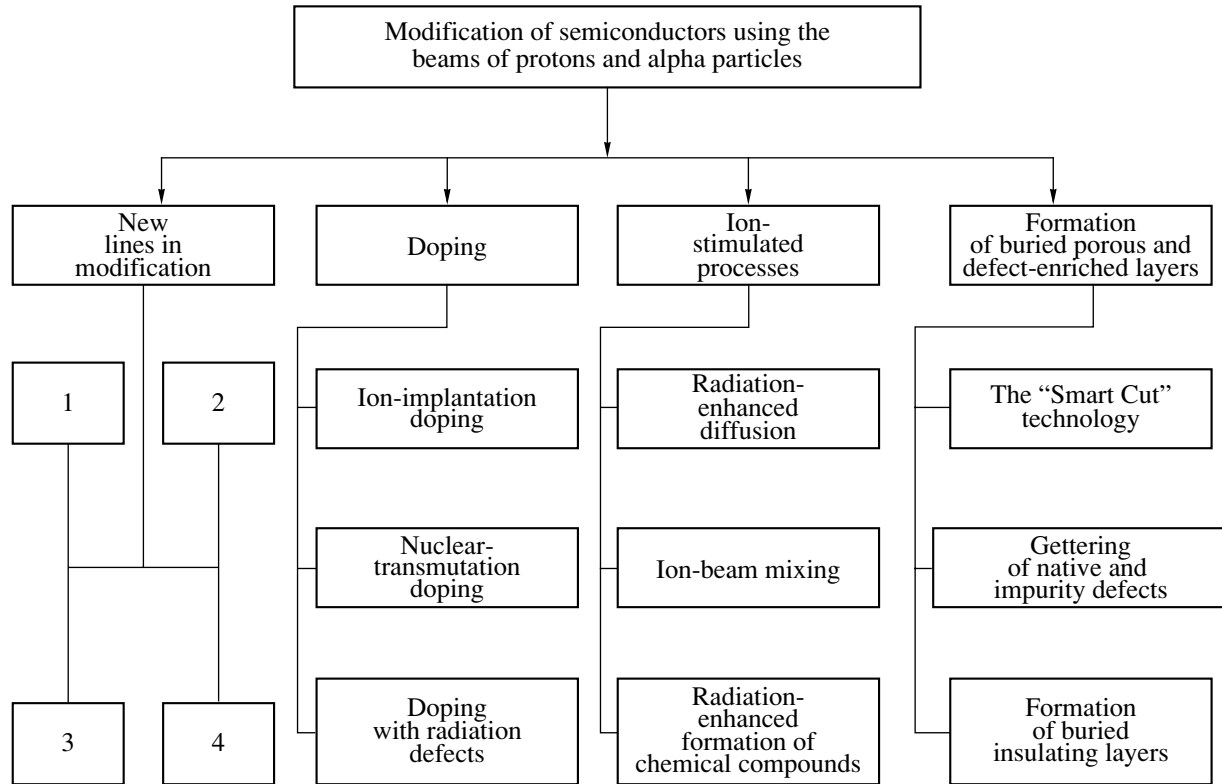 Modification of semiconductors using the
beams of protons and alpha particles
New
lines in
modification
Doping
Ion-
stimulated
processes
Formation
of buried porous and
defect-enriched layers
1
2
Ion-implantation
doping
Radiation-
enhanced
diffusion
The “Smart Cut”
technology
Nuclear-
transmutation
doping
Ion-beam mixing
Gettering
of native and
impurity defects
3
4
Doping
with radiation
defects
Radiation-
enhanced
formation of
chemical compounds
Formation
of buried
insulating layers